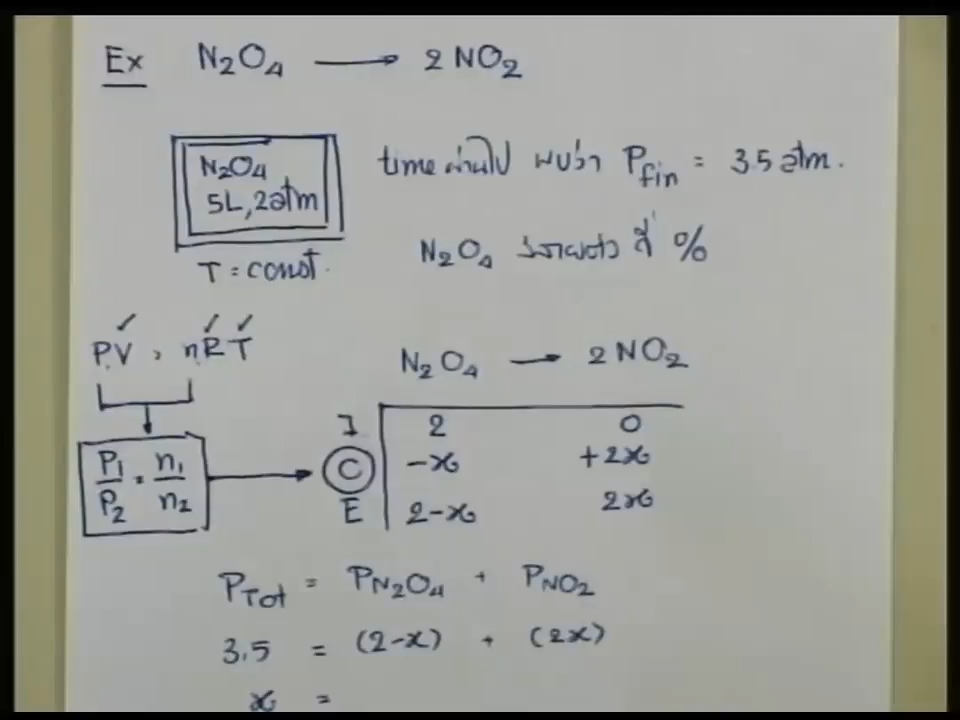 Ex N₂O₄ → 2 NO₂
N₂O₄
5L, 2atm
T = const.
time ผ่านไป พบว่า Pfin = 3.5 atm.
N₂O₄ สลายตัว กี่ %
PV = nRT
P₁/P₂ = n₁/n₂
N₂O₄ → 2NO₂
I 2 0
C -x +2x
E 2-x 2x
PTot = PN₂O₄ + PNO₂
3.5 = (2-x) + (2x)
x =